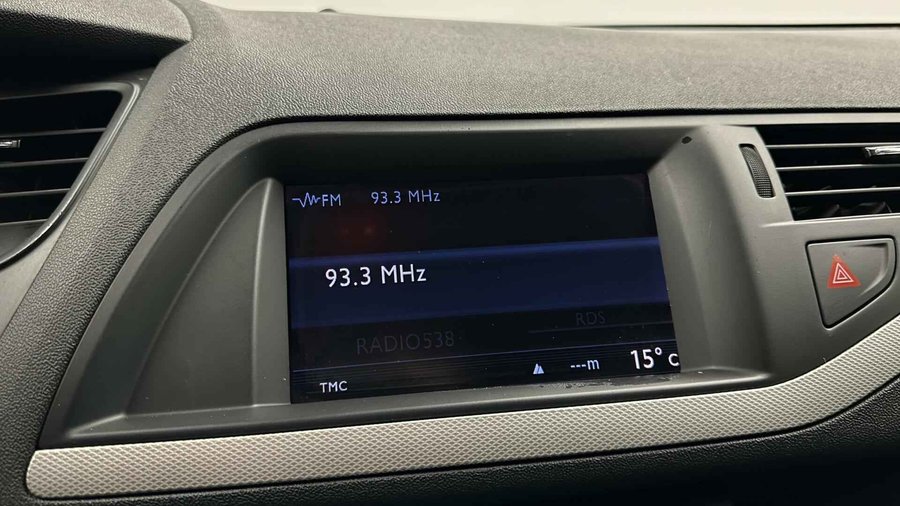 FM 93.3 MHz
93.3 MHz
RDS
RADIO538
---m 15° C
TMC